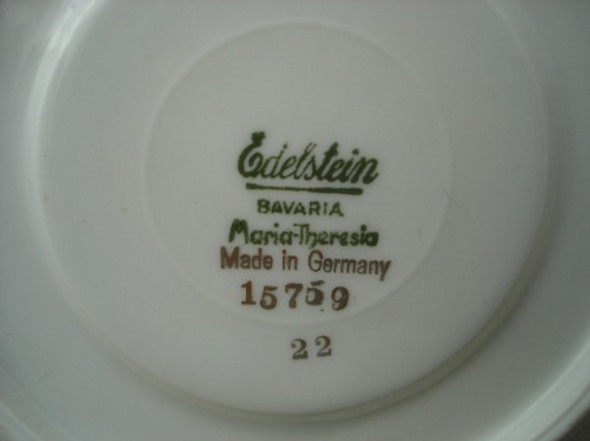 Edelstein
BAVARIA
Maria-Theresia
Made in Germany
15759
22